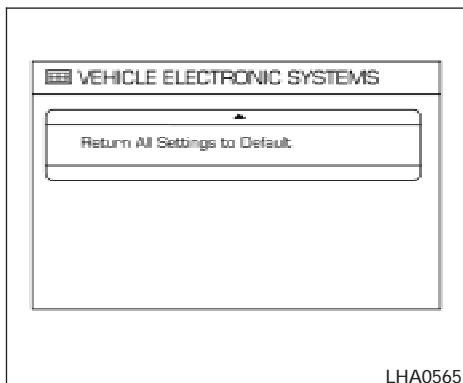 VEHICLE ELECTRONIC SYSTEMS
Return All Settings to Default
LHA0565